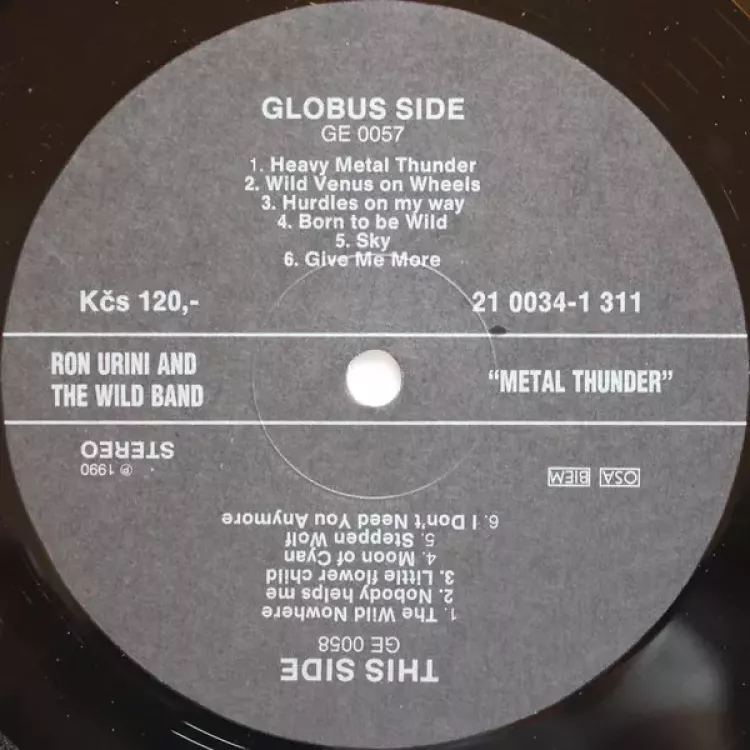 GLOBUS SIDE
GE 0057
1. Heavy Metal Thunder
2. Wild Venus on Wheels
3. Hurdles on my way
4. Born to be Wild
5. Sky
6. Give Me More
Kčs 120,-
21 0034-1 311
RON URINI AND
THE WILD BAND
"METAL THUNDER"
THIS SIDE
GE 0058
1. The Wild Nowhere
2. Nobody helps me
3. Little flower child
4. Moon of Cyan
5. Steppen Wolf
6. I Don't Need You Anymore
OSA BIEM
℗ 1990
STEREO